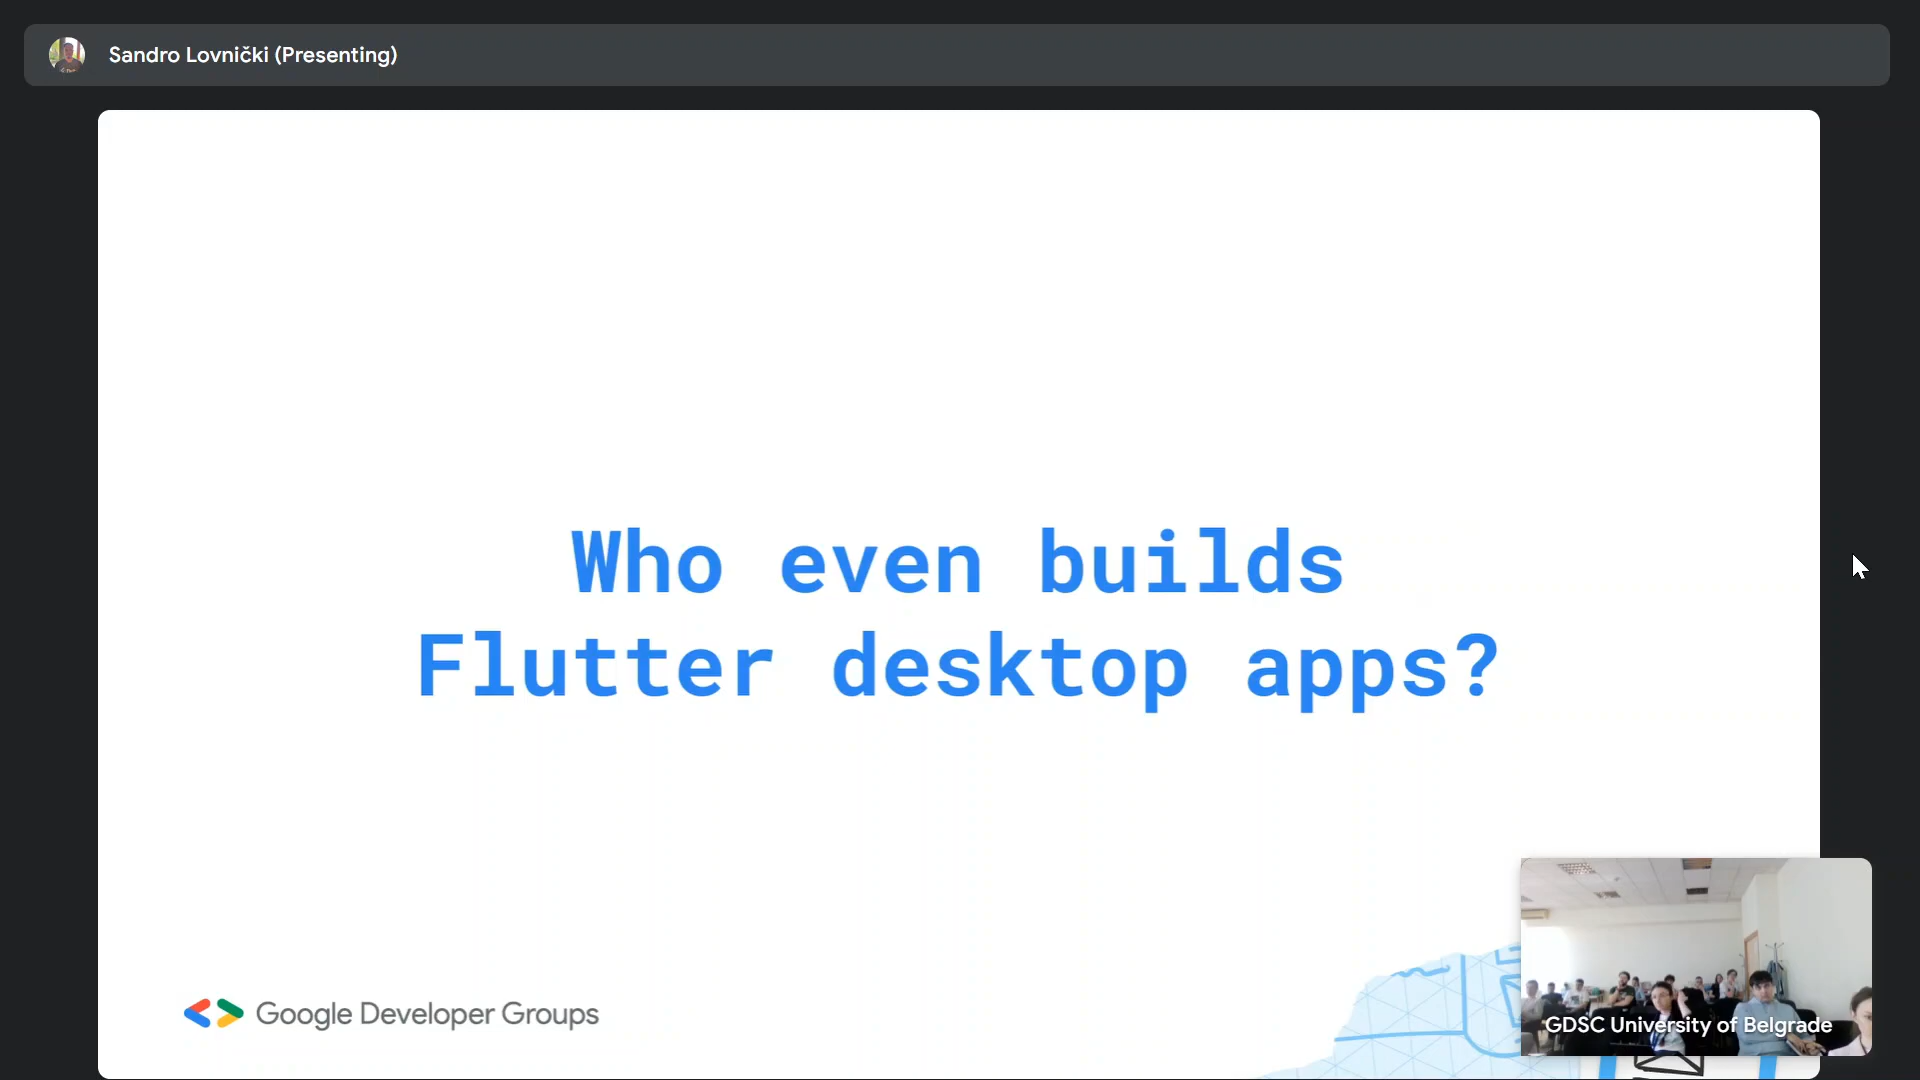 Sandro Lovnički (Presenting)
Who even builds
Flutter desktop apps?
Google Developer Groups
GDSC University of Belgrade